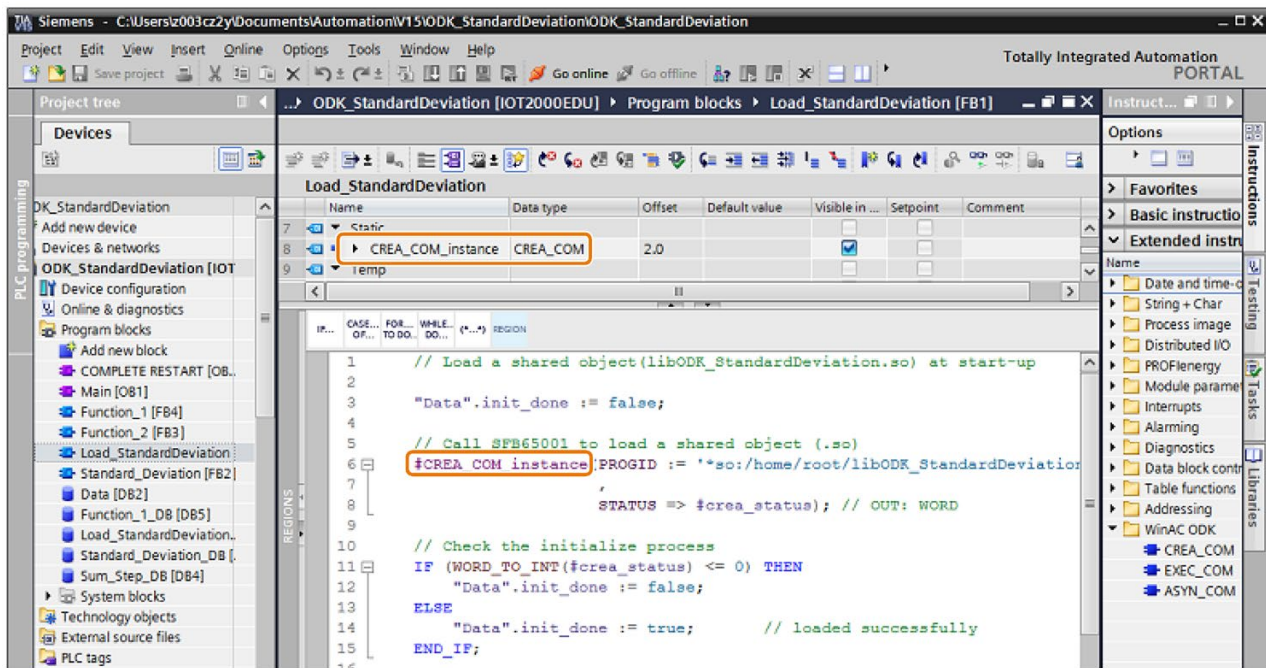 Siemens - C:\Users\z003cz2y\Documents\Automation\V15\ODK_StandardDeviation\ODK_StandardDeviation
Project Edit View Insert Online Options Tools Window Help
Totally Integrated Automation
PORTAL
Save project Go online Go offline
Project tree
Devices
PLC programming
DK_StandardDeviation
Add new device
Devices & networks
ODK_StandardDeviation [IOT
Device configuration
Online & diagnostics
Program blocks
Add new block
COMPLETE RESTART [OB...
Main [OB1]
Function_1 [FB4]
Function_2 [FB3]
Load_StandardDeviation
Standard_Deviation [FB2]
Data [DB2]
Function_1_DB [DB5]
Load_StandardDeviation..
Standard_Deviation_DB [.
Sum_Step_DB [DB4]
System blocks
Technology objects
External source files
PLC tags
ODK_StandardDeviation [IOT2000EDU] Program blocks Load_StandardDeviation [FB1]
Load_StandardDeviation
Name Data type Offset Default value Visible in ... Setpoint Comment
7 Static
8 CREA_COM_instance CREA_COM 2.0
9 Temp
IF... CASE... OF... FOR... TO DO... WHILE... DO... (*...*) REGION
REGIONS
1 // Load a shared object(libODK_StandardDeviation.so) at start-up
2
3 "Data".init_done := false;
4
5 // Call SFB65001 to load a shared object (.so)
6 #CREA_COM_instance(PROGID := '*so:/home/root/libODK_StandardDeviation
7 ,
8 STATUS => #crea_status); // OUT: WORD
9
10 // Check the initialize process
11 IF (WORD_TO_INT(#crea_status) <= 0) THEN
12 "Data".init_done := false;
13 ELSE
14 "Data".init_done := true; // loaded successfully
15 END_IF;
16
Instruct...
Options
Favorites
Basic instructio
Extended instru
Name
Date and time-o
String + Char
Process image
Distributed I/O
PROFIenergy
Module paramet
Interrupts
Alarming
Diagnostics
Data block contr
Table functions
Addressing
WinAC ODK
CREA_COM
EXEC_COM
ASYN_COM
Instructions
Testing
Tasks
Libraries